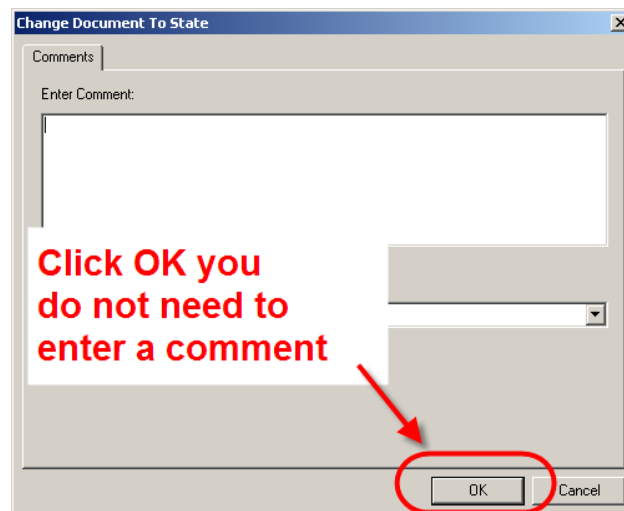 Change Document To State
Comments
Enter Comment:
Click OK you
do not need to
enter a comment
OK
Cancel